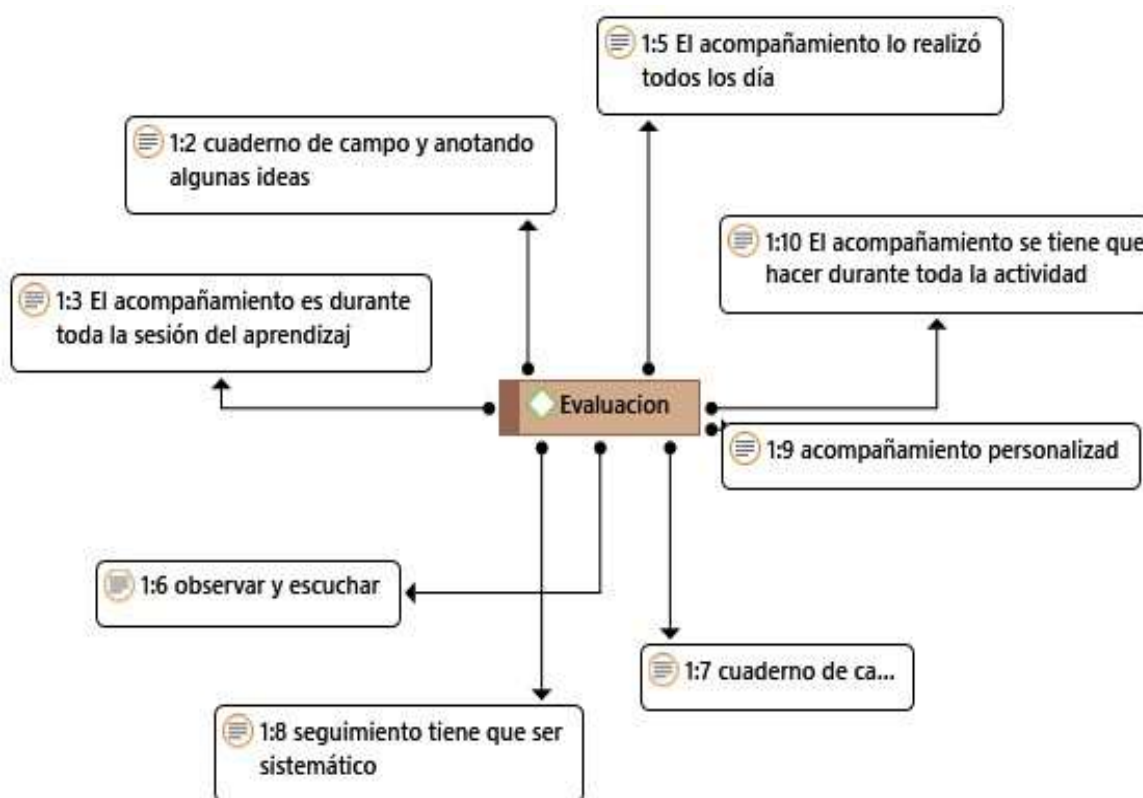 1:5 El acompañamiento lo realizó
todos los día
1:2 cuaderno de campo y anotando
algunas ideas
1:10 El acompañamiento se tiene que
hacer durante toda la actividad
1:3 El acompañamiento es durante
toda la sesión del aprendizaj
Evaluacion
1:9 acompañamiento personalizad
1:6 observar y escuchar
1:7 cuaderno de ca...
1:8 seguimiento tiene que ser
sistemático